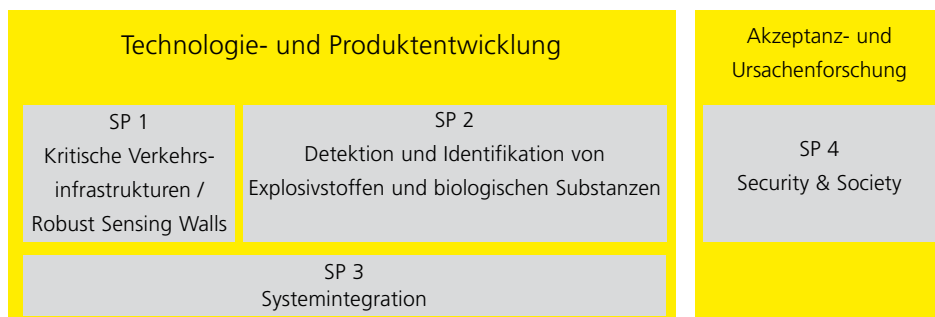 Technologie- und Produktentwicklung
SP 1
Kritische Verkehrs-
infrastrukturen /
Robust Sensing Walls
SP 2
Detektion und Identifikation von
Explosivstoffen und biologischen Substanzen
SP 3
Systemintegration
Akzeptanz- und
Ursachenforschung
SP 4
Security & Society